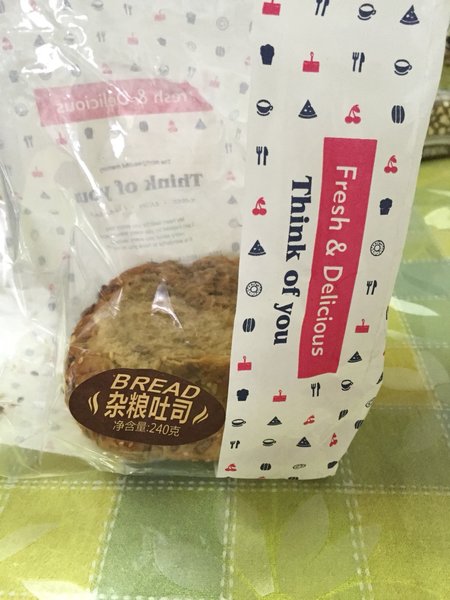 Fresh & Delicious
Think of you
Fresh & Delicious
Think of you
BREAD
杂粮吐司
净含量:240克